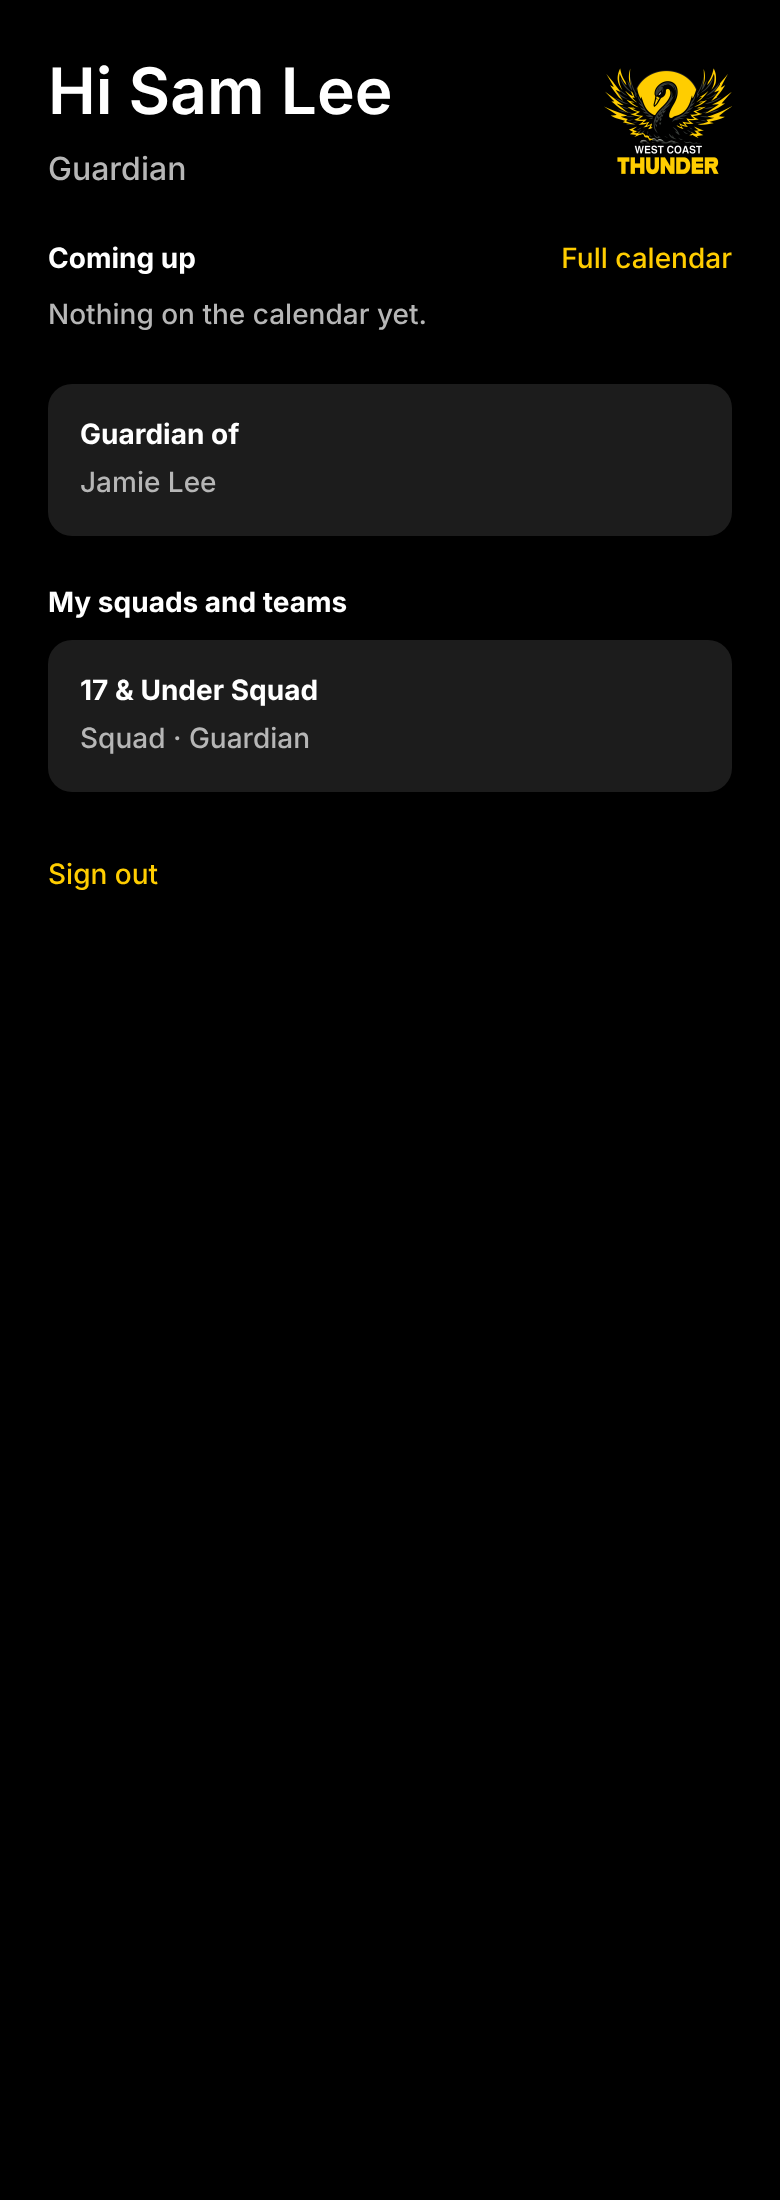 Hi Sam Lee
Guardian
WEST COAST
THUNDER
Coming up
Full calendar
Nothing on the calendar yet.
Guardian of
Jamie Lee
My squads and teams
17 & Under Squad
Squad · Guardian
Sign out